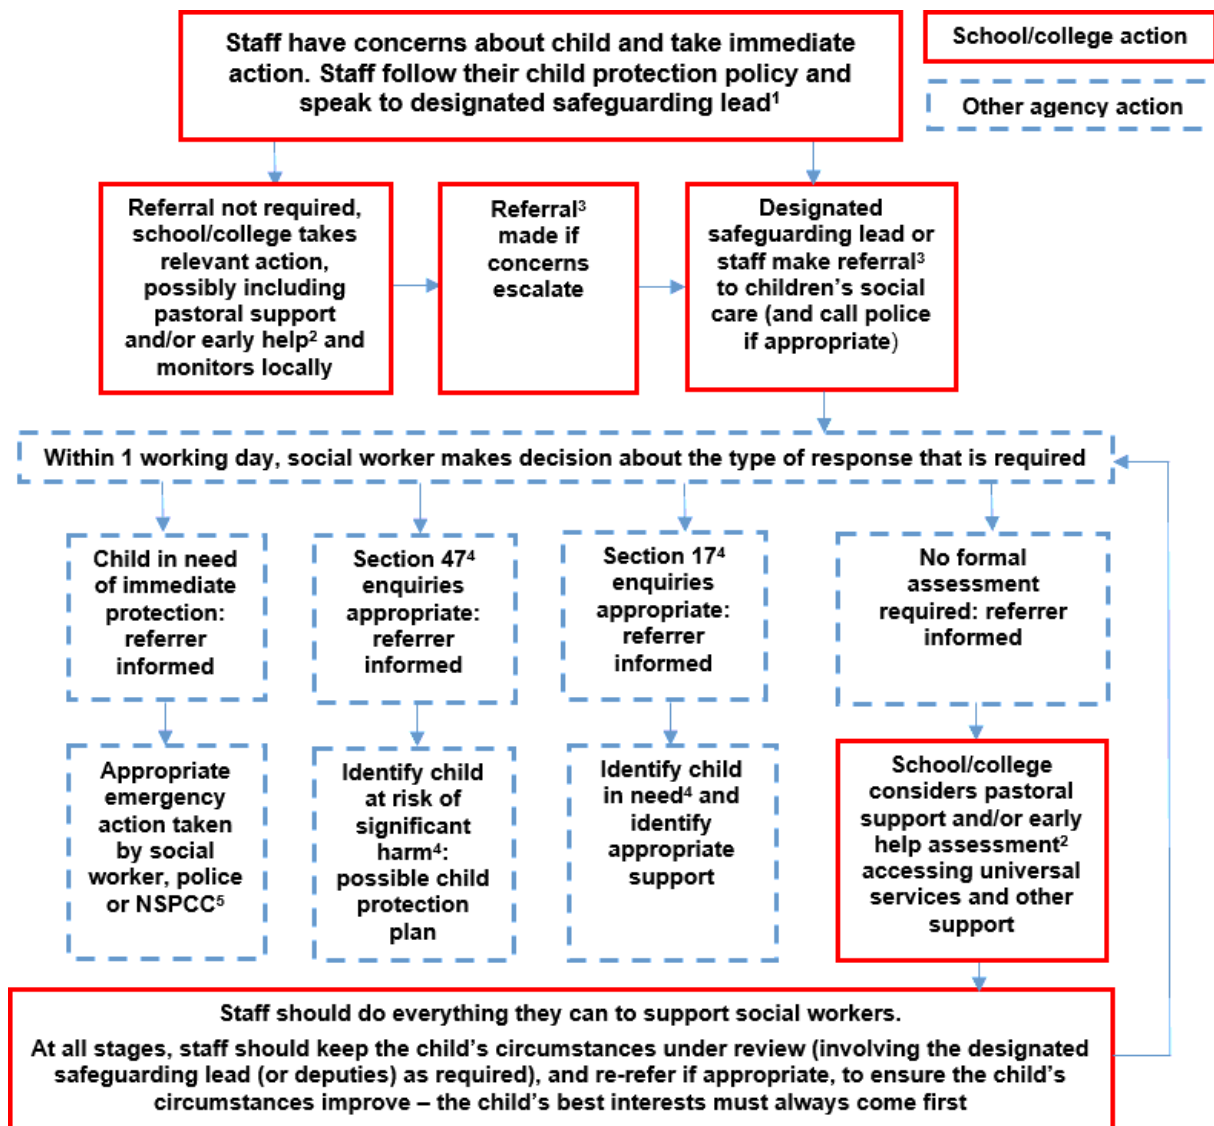 Staff have concerns about child and take immediate
action. Staff follow their child protection policy and
speak to designated safeguarding lead¹
School/college action
Other agency action
Referral not required,
school/college takes
relevant action,
possibly including
pastoral support
and/or early help² and
monitors locally
Referral³
made if
concerns
escalate
Designated
safeguarding lead or
staff make referral³
to children’s social
care (and call police
if appropriate)
Within 1 working day, social worker makes decision about the type of response that is required
Child in need
of immediate
protection:
referrer
informed
Section 47⁴
enquiries
appropriate:
referrer
informed
Section 17⁴
enquiries
appropriate:
referrer
informed
No formal
assessment
required: referrer
informed
Appropriate
emergency
action taken
by social
worker, police
or NSPCC⁵
Identify child
at risk of
significant
harm⁴:
possible child
protection
plan
Identify child
in need⁴ and
identify
appropriate
support
School/college
considers pastoral
support and/or early
help assessment²
accessing universal
services and other
support
Staff should do everything they can to support social workers.
At all stages, staff should keep the child’s circumstances under review (involving the designated
safeguarding lead (or deputies) as required), and re-refer if appropriate, to ensure the child’s
circumstances improve – the child’s best interests must always come first